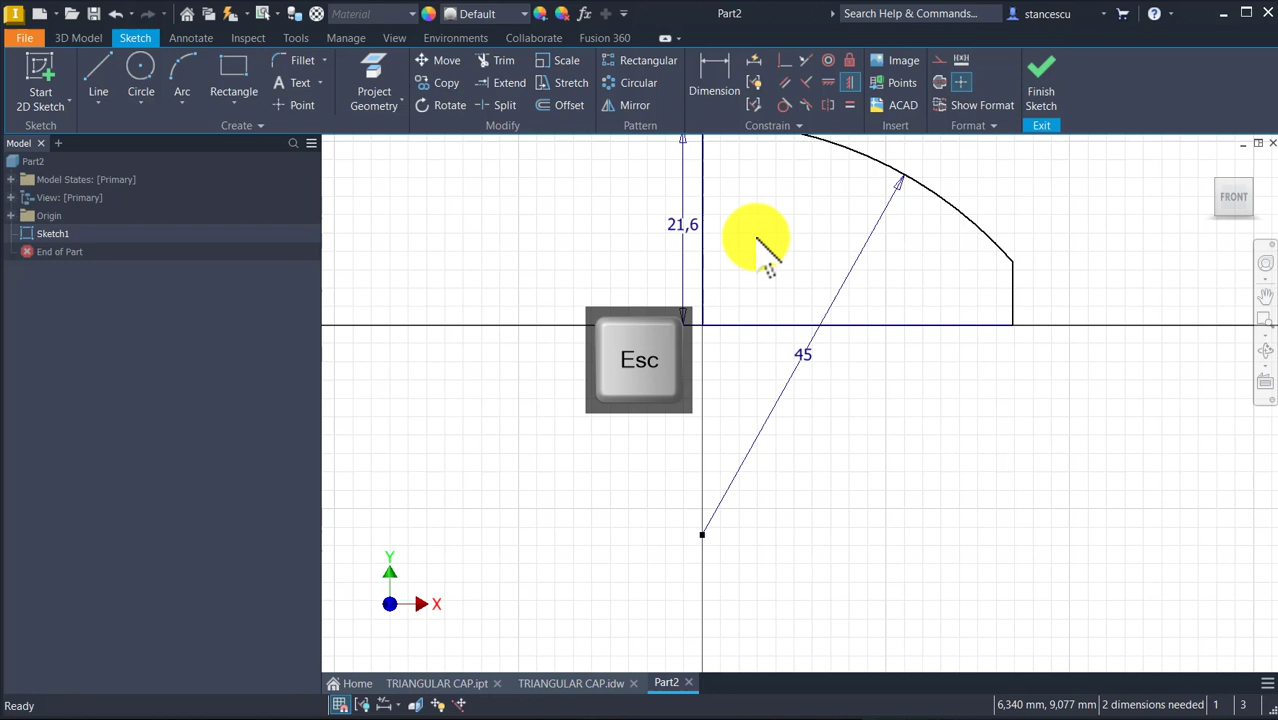 Material
Default
fx
Part2
Search Help & Commands...
stancescu
File
3D Model
Sketch
Annotate
Inspect
Tools
Manage
View
Environments
Collaborate
Fusion 360
Start
2D Sketch
Line
Circle
Arc
Rectangle
Fillet
Text
Point
Project
Geometry
Move
Copy
Rotate
Trim
Extend
Split
Scale
Stretch
Offset
Rectangular
Circular
Mirror
Dimension
Image
Points
ACAD
Show Format
Finish
Sketch
Sketch
Create
Modify
Pattern
Constrain
Insert
Format
Exit
Model
Part2
Model States: [Primary]
View: [Primary]
Origin
Sketch1
End of Part
FRONT
21,6
45
Esc
Y
X
Home
TRIANGULAR CAP.ipt
TRIANGULAR CAP.idw
Part2
Ready
6,340 mm, 9,077 mm
2 dimensions needed
1
3